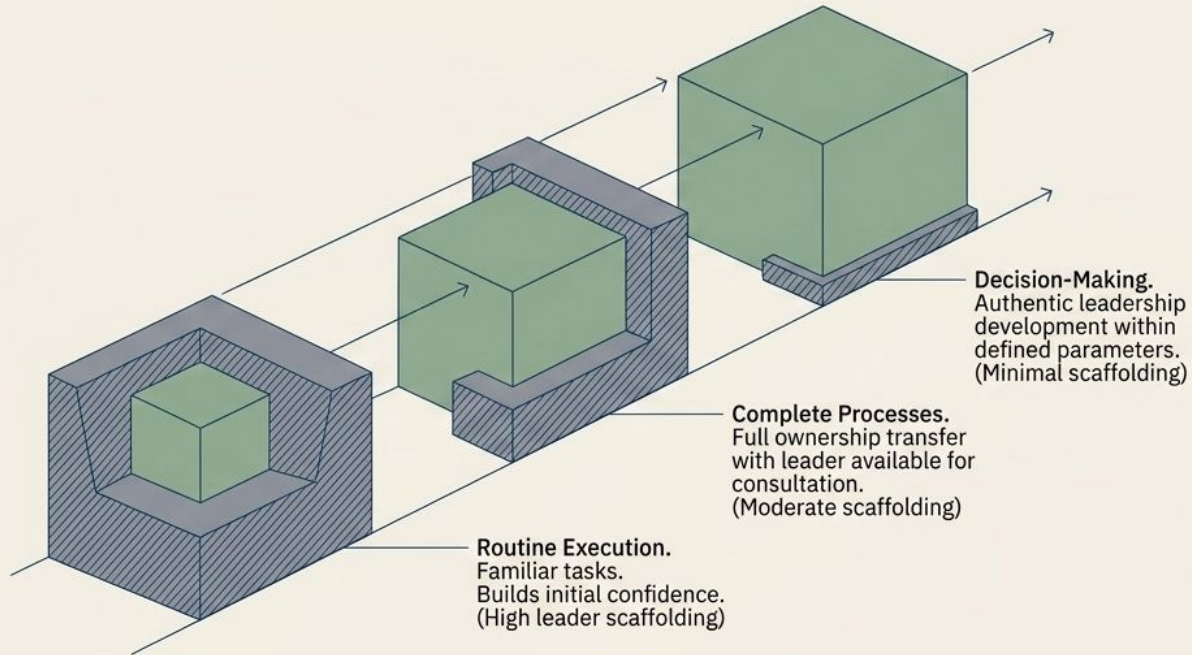 Decision-Making.
Authentic leadership
development within
defined parameters.
(Minimal scaffolding)
Complete Processes.
Full ownership transfer
with leader available for
consultation.
(Moderate scaffolding)
Routine Execution.
Familiar tasks.
Builds initial confidence.
(High leader scaffolding)